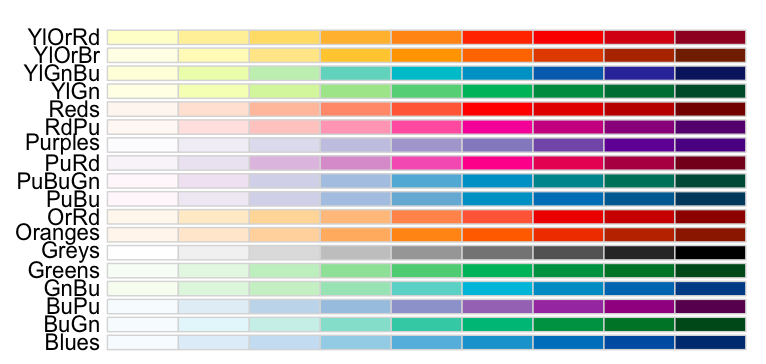 YlOrRd
YlOrBr
YlGnBu
YlGn
Reds
RdPu
Purples
PuRd
PuBuGn
PuBu
OrRd
Oranges
Greys
Greens
GnBu
BuPu
BuGn
Blues